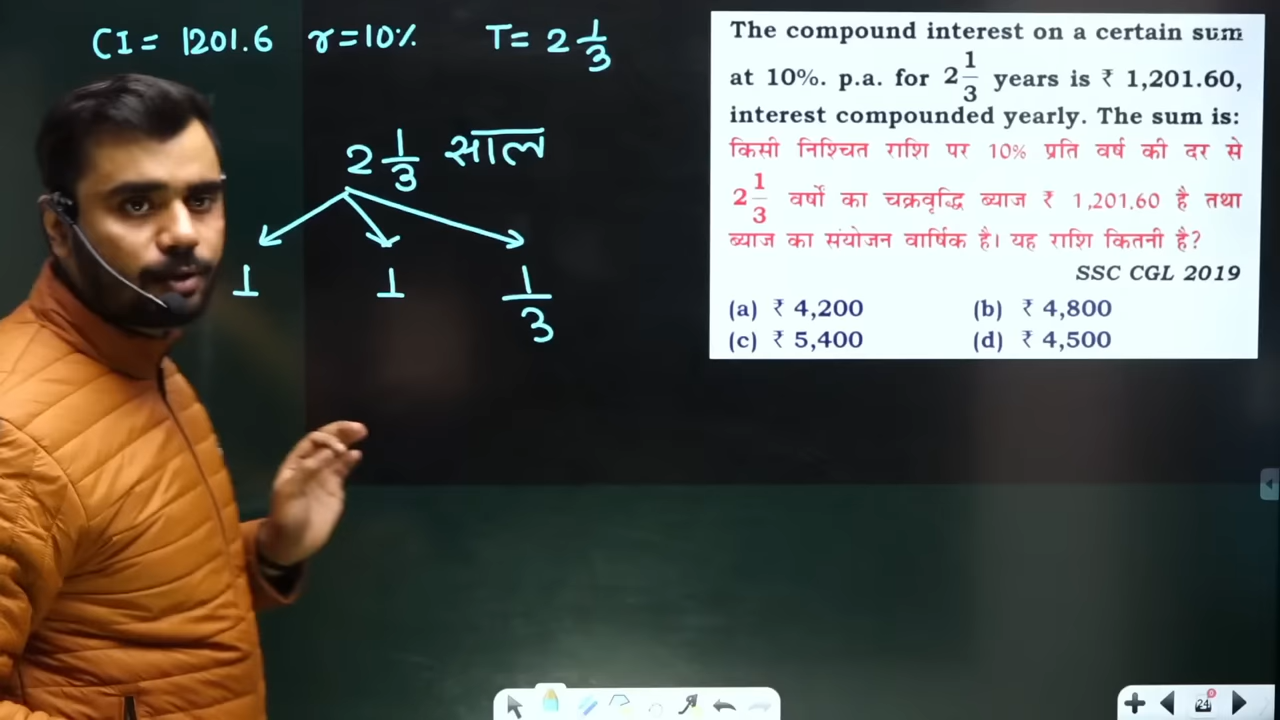 CI = 1201.6 r=10% T= 2 1/3
2 1/3 साल
1 1 1/3
The compound interest on a certain sum
at 10%. p.a. for 2 1/3 years is ₹ 1,201.60,
interest compounded yearly. The sum is:
किसी निश्चित राशि पर 10% प्रति वर्ष की दर से
2 1/3 वर्षों का चक्रवृद्धि ब्याज ₹ 1,201.60 है तथा
ब्याज का संयोजन वार्षिक है। यह राशि कितनी है?
SSC CGL 2019
(a) ₹ 4,200 (b) ₹ 4,800
(c) ₹ 5,400 (d) ₹ 4,500
24